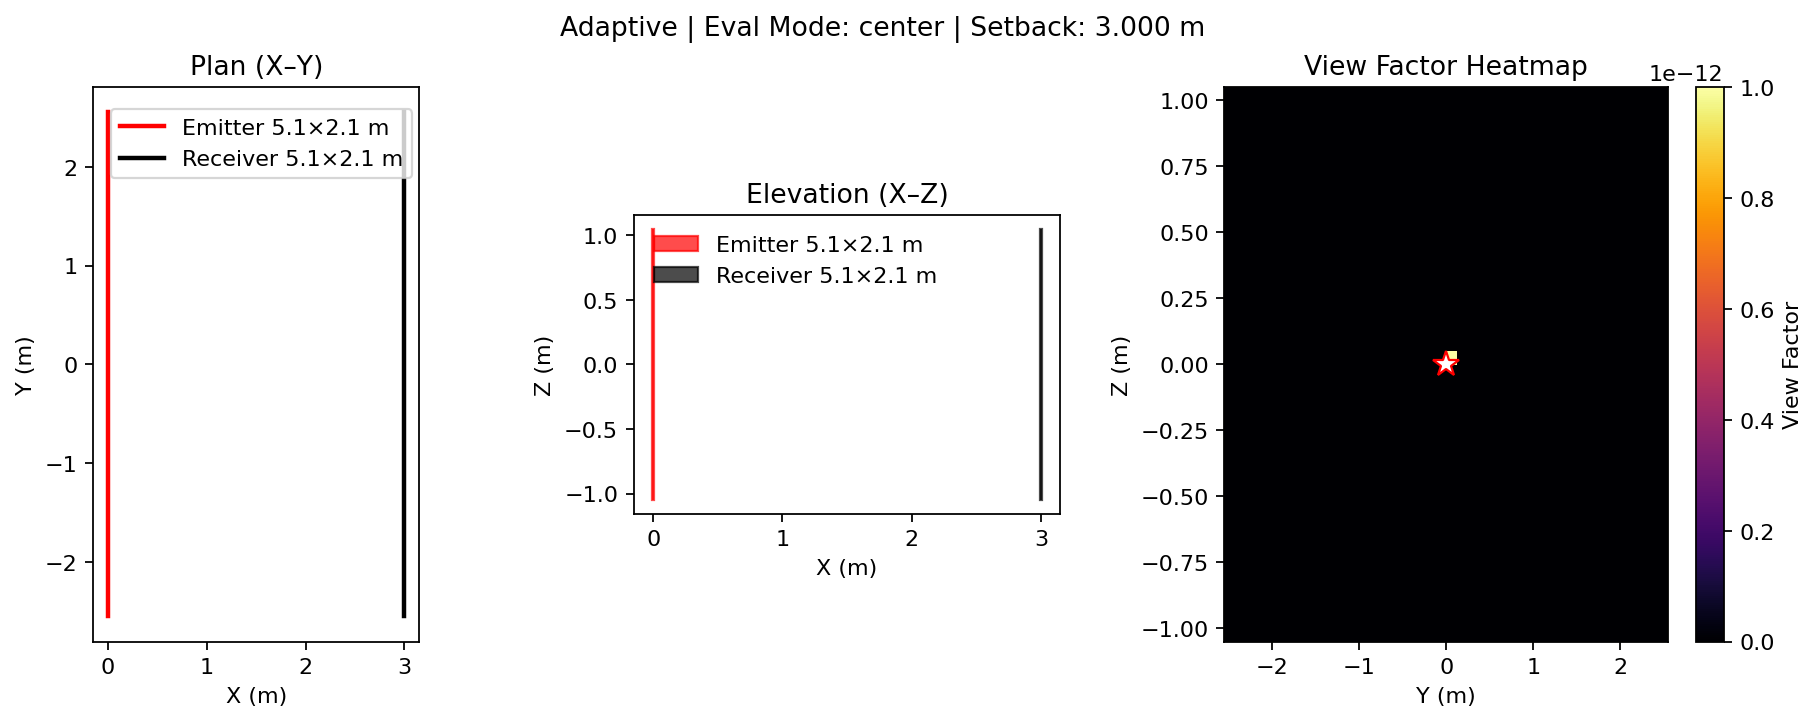 Adaptive | Eval Mode: center | Setback: 3.000 m
Plan (X–Y)
Emitter 5.1×2.1 m
Receiver 5.1×2.1 m
2
1
0
−1
−2
Y (m)
0
1
2
3
X (m)
Elevation (X–Z)
Emitter 5.1×2.1 m
Receiver 5.1×2.1 m
1.0
0.5
0.0
−0.5
−1.0
Z (m)
0
1
2
3
X (m)
View Factor Heatmap
1.00
0.75
0.50
0.25
0.00
−0.25
−0.50
−0.75
−1.00
Z (m)
−2
−1
0
1
2
Y (m)
1e−12
1.0
0.8
0.6
0.4
0.2
0.0
View Factor